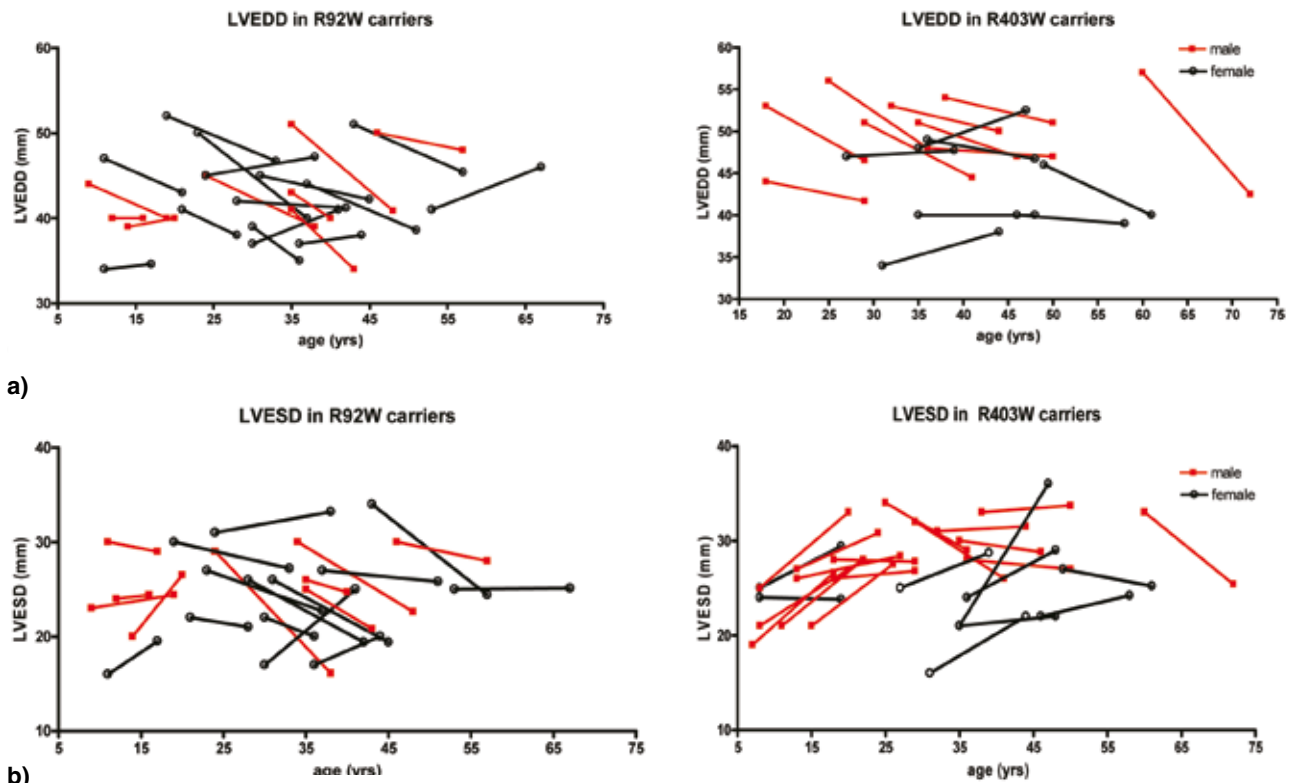 LVEDD in R92W carriers
60
50
40
30
LVEDD (mm)
5 15 25 35 45 55 65 75
age (yrs)
LVEDD in R403W carriers
male
female
60
55
50
45
40
35
30
LVEDD (mm)
15 20 25 30 35 40 45 50 55 60 65 70 75
age (yrs)
a)
LVESD in R92W carriers
40
30
20
10
LVESD (mm)
5 15 25 35 45 55 65 75
age (yrs)
LVESD in R403W carriers
male
female
40
30
20
10
LVESD (mm)
5 15 25 35 45 55 65 75
age (yrs)
b)